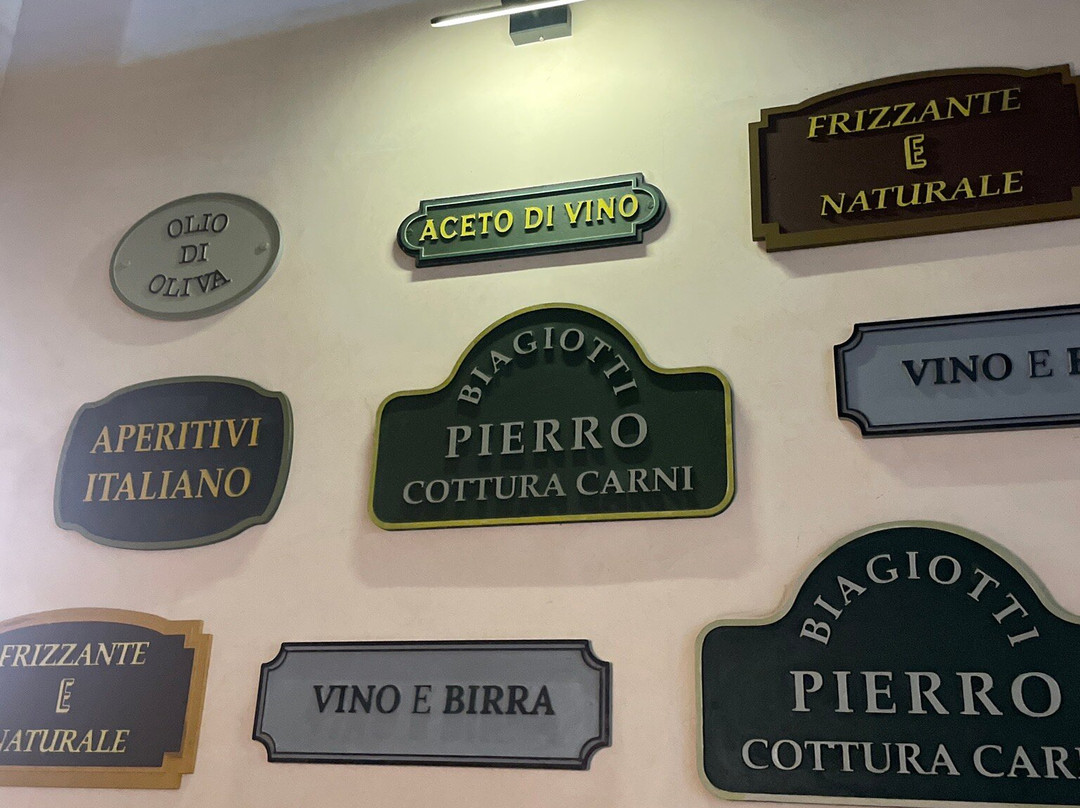 FRIZZANTE
E
NATURALE
ACETO DI VINO
OLIO
DI
OLIVA
VINO E
BIAGIOTTI
PIERRO
COTTURA CARNI
APERITIVI
ITALIANO
BIAGIOTTI
PIERRO
COTTURA
FRIZZANTE
E
NATURALE
VINO E BIRRA